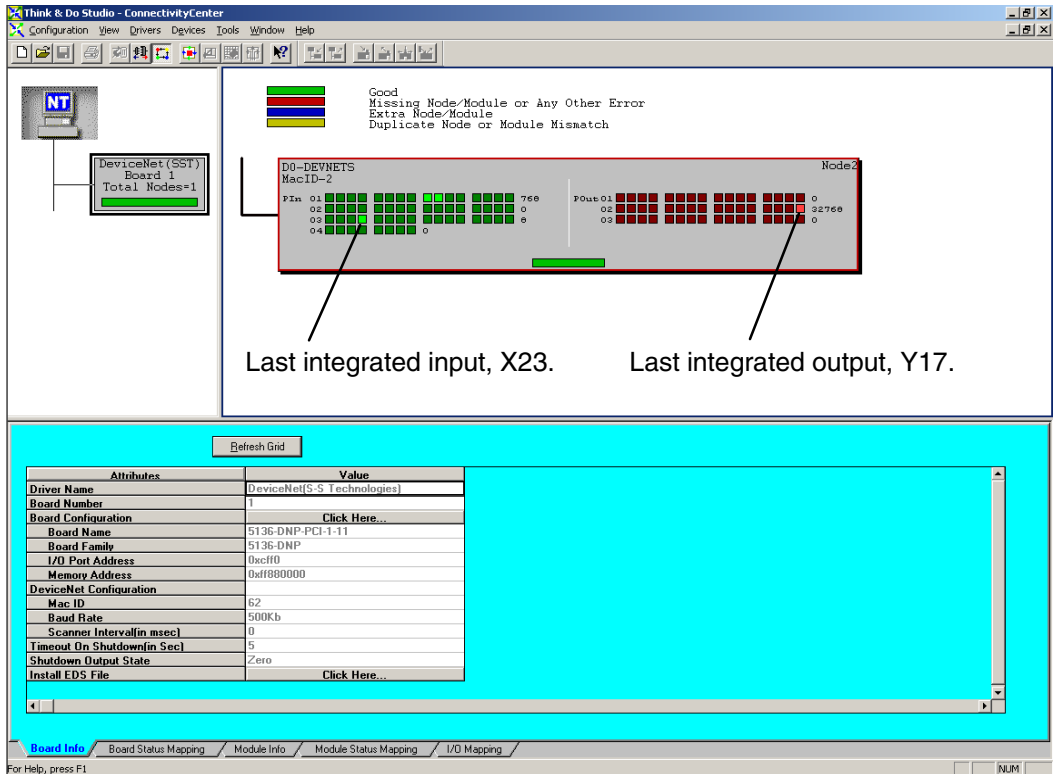 Think & Do Studio - ConnectivityCenter
Configuration View Drivers Devices Tools Window Help
NT
DeviceNet(SST)
Board 1
Total Nodes=1
Good
Missing Node/Module or Any Other Error
Extra Node/Module
Duplicate Node or Module Mismatch
D0-DEVNETS Node2
MacID-2
PIn 01 768 POut01 0
02 0 02 32768
03 8 03 0
04 0
Last integrated input, X23. Last integrated output, Y17.
Refresh Grid
Attributes Value
Driver Name DeviceNet(S-S Technologies)
Board Number 1
Board Configuration Click Here...
Board Name 5136-DNP-PCI-1-11
Board Family 5136-DNP
I/O Port Address 0xcff0
Memory Address 0xff880000
DeviceNet Configuration
Mac ID 62
Baud Rate 500Kb
Scanner Interval(in msec) 0
Timeout On Shutdown(in Sec) 5
Shutdown Output State Zero
Install EDS File Click Here...
Board Info Board Status Mapping Module Info Module Status Mapping I/O Mapping
For Help, press F1 NUM